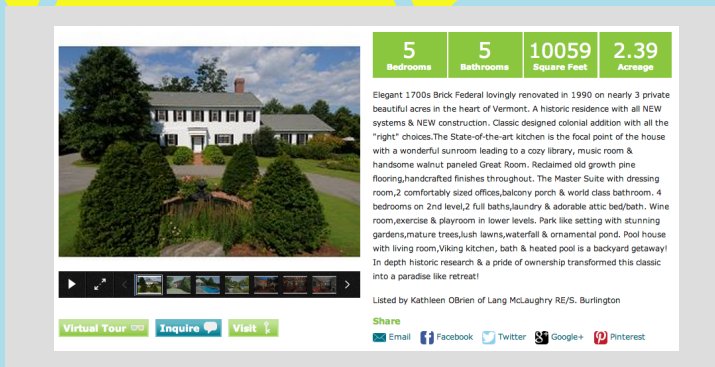 5 5 10059 2.39
Bedrooms Bathrooms Square Feet Acreage
Elegant 1700s Brick Federal lovingly renovated in 1990 on nearly 3 private
beautiful acres in the heart of Vermont. A historic residence with all NEW
systems & NEW construction. Classic designed colonial addition with all the
"right" choices.The State-of-the-art kitchen is the focal point of the house
with a wonderful sunroom leading to a cozy library, music room &
handsome walnut paneled Great Room. Reclaimed old growth pine
flooring,handcrafted finishes throughout. The Master Suite with dressing
room,2 comfortably sized offices,balcony porch & world class bathroom. 4
bedrooms on 2nd level,2 full baths,laundry & adorable attic bed/bath. Wine
room,exercise & playroom in lower levels. Park like setting with stunning
gardens,mature trees,lush lawns,waterfall & ornamental pond. Pool house
with living room,Viking kitchen, bath & heated pool is a backyard getaway!
In depth historic research & a pride of ownership transformed this classic
into a paradise like retreat!
Listed by Kathleen OBrien of Lang McLaughry RE/S. Burlington
Virtual Tour Inquire Visit
Share
Email Facebook Twitter Google+ Pinterest